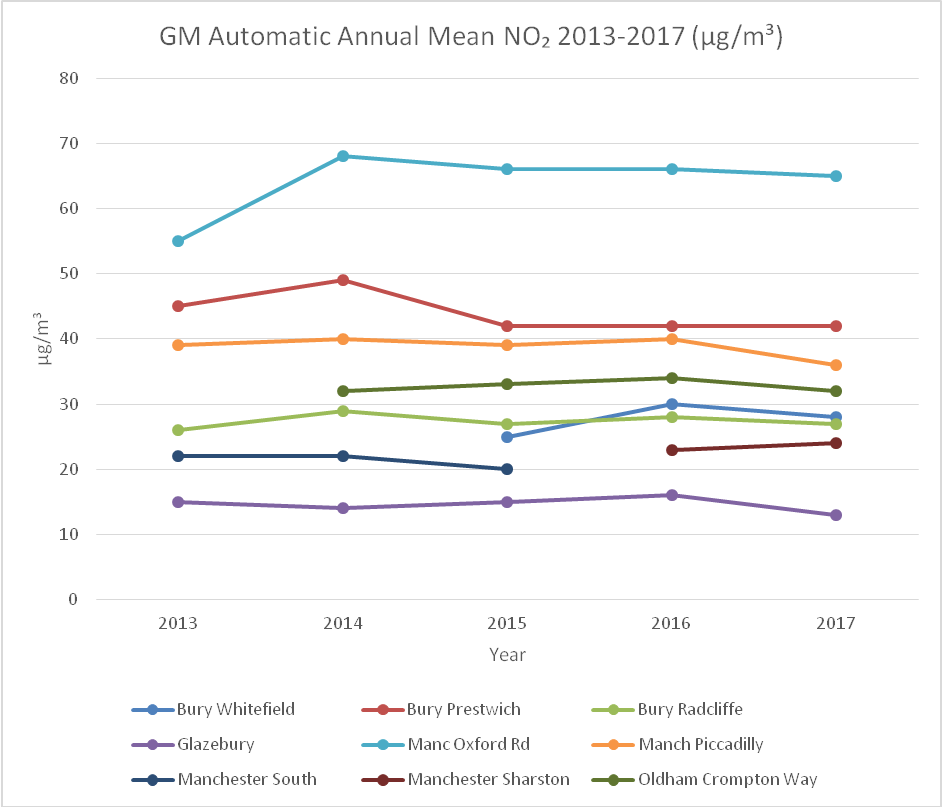 GM Automatic Annual Mean NO₂ 2013-2017 (µg/m³)
80
70
60
50
40
30
20
10
0
µg/m³
2013 2014 2015 2016 2017
Year
Bury Whitefield Bury Prestwich Bury Radcliffe
Glazebury Manc Oxford Rd Manch Piccadilly
Manchester South Manchester Sharston Oldham Crompton Way